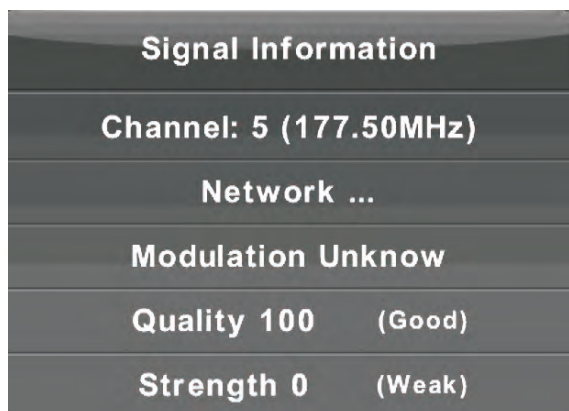 Signal Information
Channel: 5 (177.50MHz)
Network ...
Modulation Unknow
Quality 100 (Good)
Strength 0 (Weak)